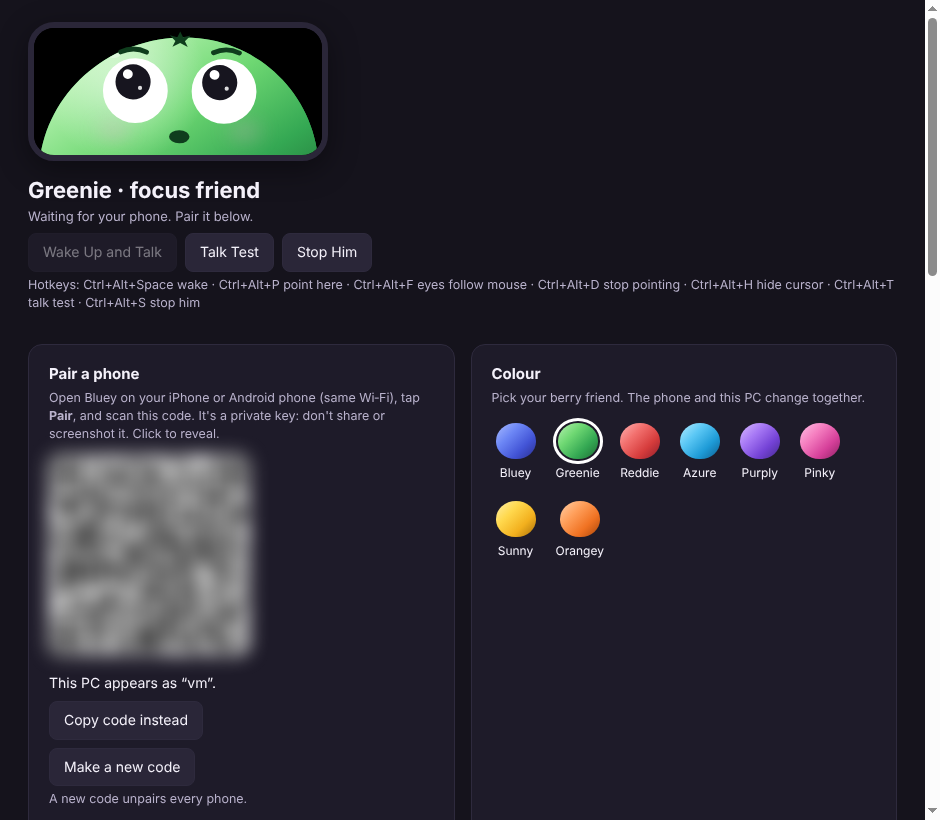 Greenie · focus friend
Waiting for your phone. Pair it below.
Wake Up and Talk
Talk Test
Stop Him
Hotkeys: Ctrl+Alt+Space wake · Ctrl+Alt+P point here · Ctrl+Alt+F eyes follow mouse · Ctrl+Alt+D stop pointing · Ctrl+Alt+H hide cursor · Ctrl+Alt+T
talk test · Ctrl+Alt+S stop him
Pair a phone
Open Bluey on your iPhone or Android phone (same Wi-Fi), tap
Pair, and scan this code. It's a private key: don't share or
screenshot it. Click to reveal.
This PC appears as “vm”.
Copy code instead
Make a new code
A new code unpairs every phone.
Colour
Pick your berry friend. The phone and this PC change together.
Bluey
Greenie
Reddie
Azure
Purply
Pinky
Sunny
Orangey